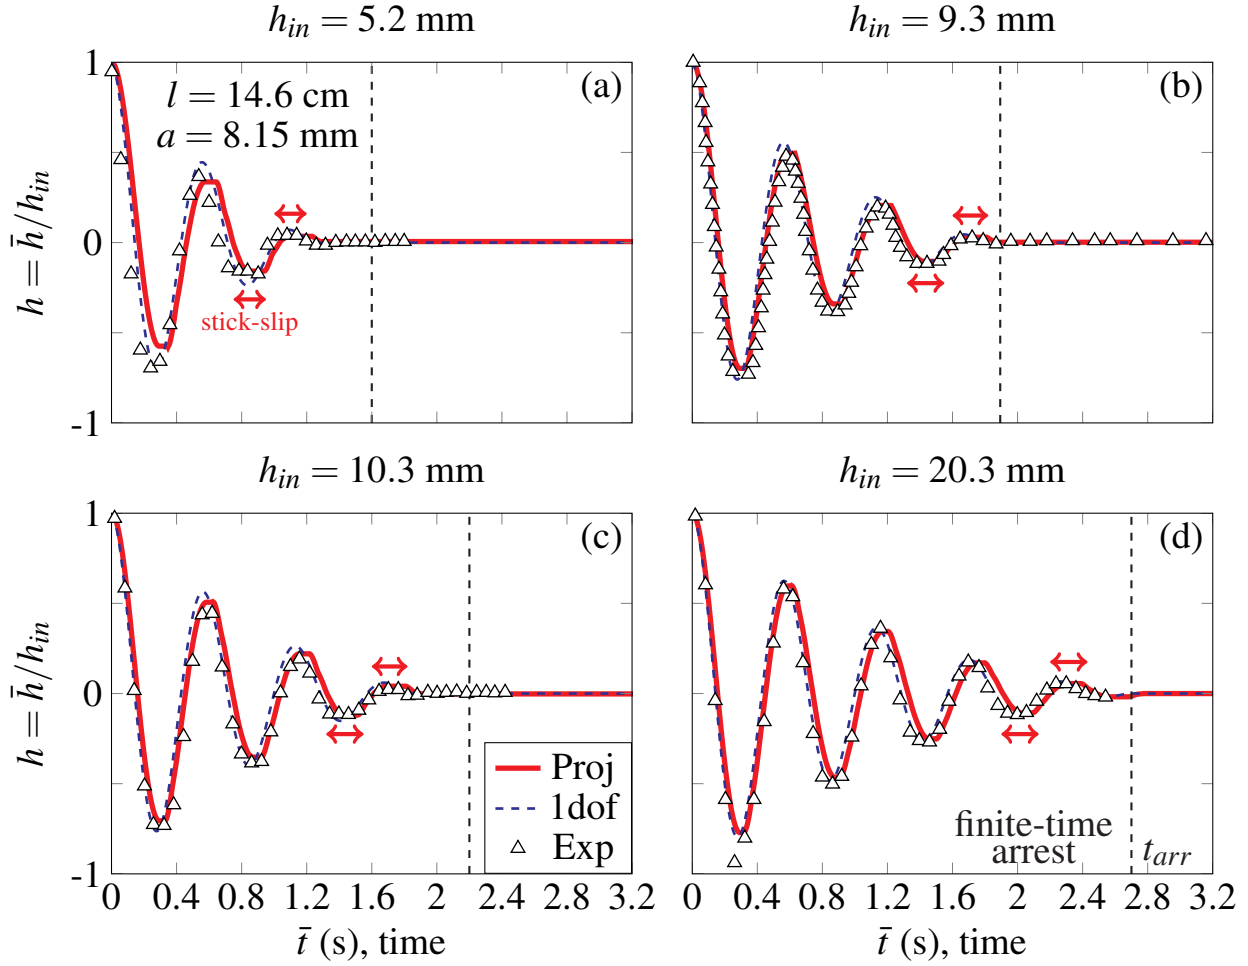 h_in = 5.2 mm
h_in = 9.3 mm
1
0
-1
h = h̄/h_in
(a)
l = 14.6 cm
a = 8.15 mm
stick-slip
(b)
h_in = 10.3 mm
h_in = 20.3 mm
1
0
-1
h = h̄/h_in
(c)
Proj
1dof
Exp
(d)
finite-time
arrest
t_arr
0 0.4 0.8 1.2 1.6 2 2.4 2.8 3.2
0 0.4 0.8 1.2 1.6 2 2.4 2.8 3.2
t̄ (s), time
t̄ (s), time